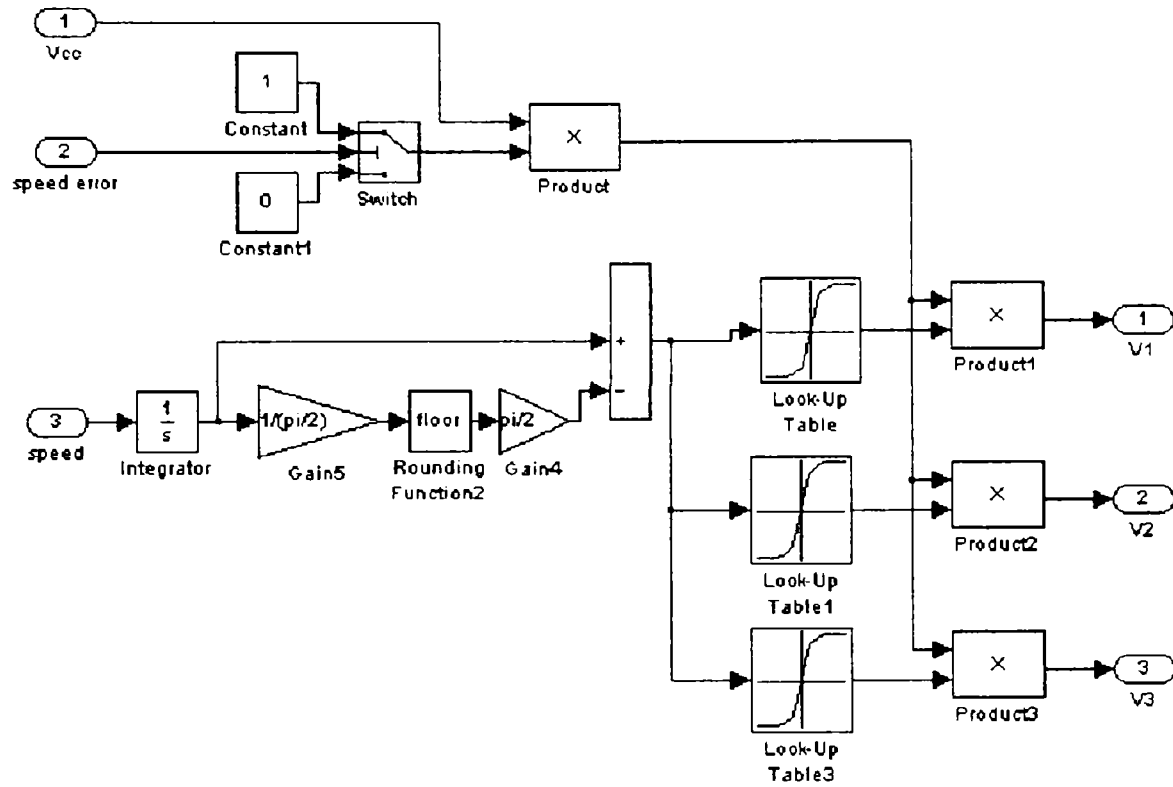 1
Vcc
1
Constant
2
speed error
Switch
×
Product
0
Constant1
+
−
3
speed
1
s
Integrator
1/(pi/2)
Gain5
floor
Rounding
Function2
pi/2
Gain4
Look-Up
Table
×
Product1
1
V1
Look-Up
Table1
×
Product2
2
V2
Look-Up
Table3
×
Product3
3
V3